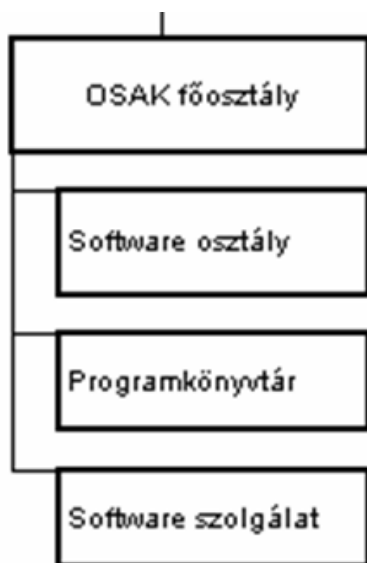 OSAK főosztály
Software osztály
Programkönyvtár
Software szolgálat